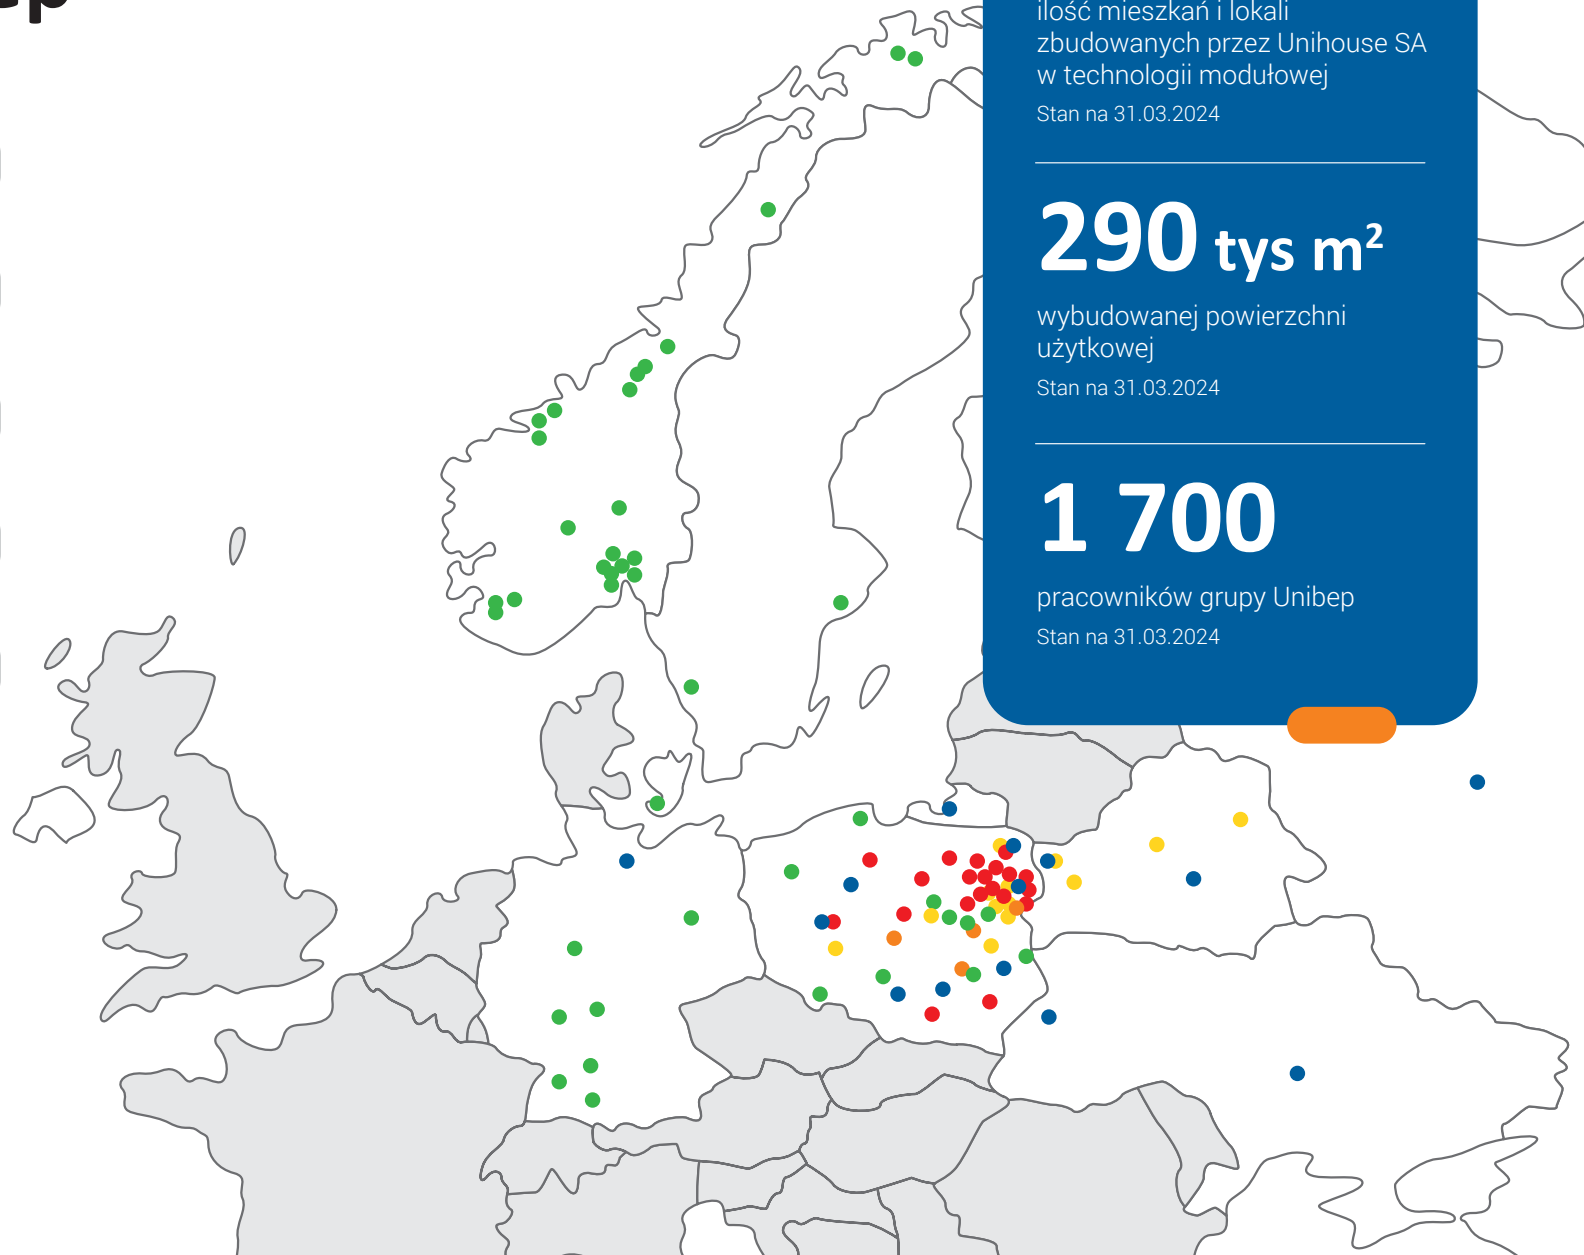 ilość mieszkań i lokali
zbudowanych przez Unihouse SA
w technologii modułowej
Stan na 31.03.2024
290 tys m²
wybudowanej powierzchni
użytkowej
Stan na 31.03.2024
1 700
pracowników grupy Unibep
Stan na 31.03.2024